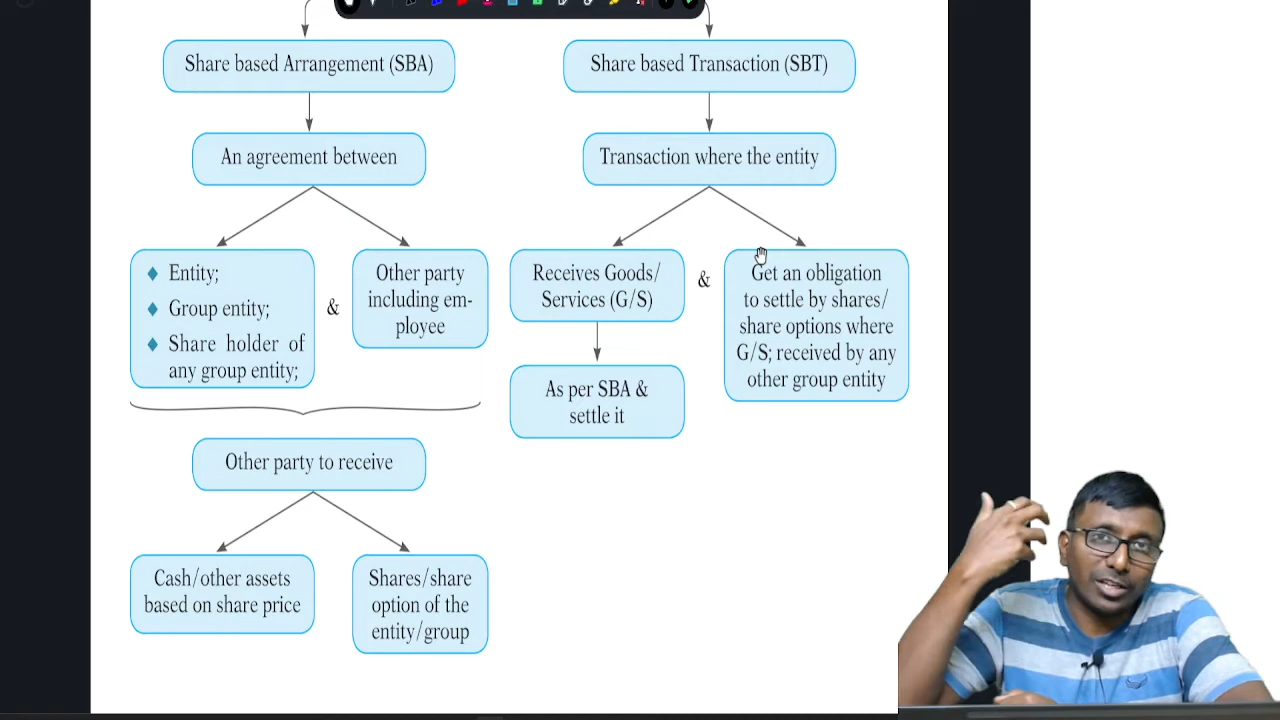 Share based Arrangement (SBA)
An agreement between
Entity;
Group entity;
Share holder of
any group entity;
&
Other party
including em-
ployee
Other party to receive
Cash/other assets
based on share price
Shares/share
option of the
entity/group
Share based Transaction (SBT)
Transaction where the entity
Receives Goods/
Services (G/S)
&
Get an obligation
to settle by shares/
share options where
G/S; received by any
other group entity
As per SBA &
settle it